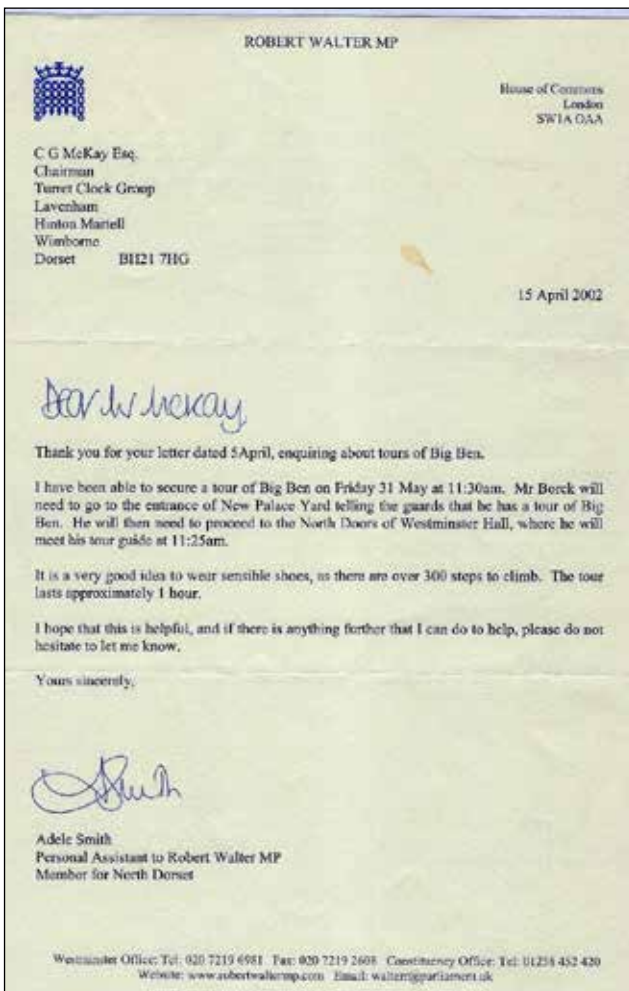 ROBERT WALTER MP
House of Commons
London
SW1A OAA
C G McKay Esq.
Chairman
Turret Clock Group
Lavenham
Hinton Martell
Wimborne
Dorset BH21 7HG
15 April 2002
Dear Mr McKay,
Thank you for your letter dated 5April, enquiring about tours of Big Ben.
I have been able to secure a tour of Big Ben on Friday 31 May at 11:30am. Mr Borck will
need to go to the entrance of New Palace Yard telling the guards that he has a tour of Big
Ben. He will then need to proceed to the North Doors of Westminster Hall, where he will
meet his tour guide at 11:25am.
It is a very good idea to wear sensible shoes, as there are over 300 steps to climb. The tour
lasts approximately 1 hour.
I hope that this is helpful, and if there is anything further that I can do to help, please do not
hesitate to let me know.
Yours sincerely,
ASmith
Adele Smith
Personal Assistant to Robert Walter MP
Member for North Dorset
Westminster Office: Tel: 020 7219 6981 Fax: 020 7219 2608 Constituency Office: Tel: 01258 452 420
Website: www.robertwaltermp.com Email: walterr@parliament.uk